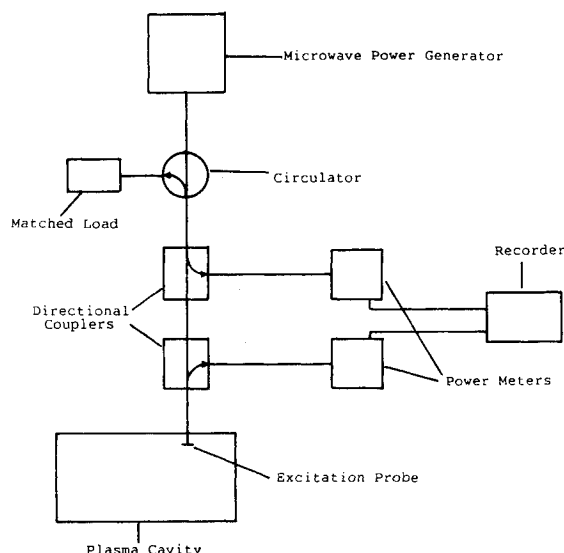 Microwave Power Generator
Circulator
Matched Load
Recorder
Directional
Couplers
Power Meters
Excitation Probe
Plasma Cavity